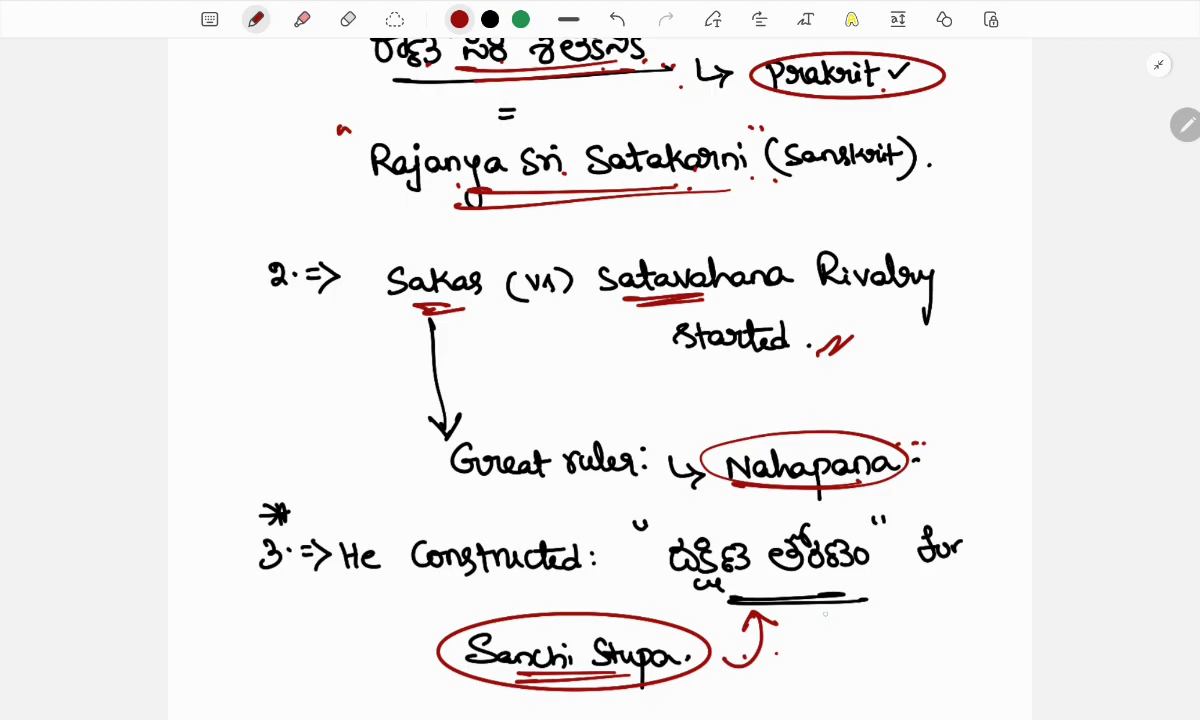 సిరి → Prakrit ✓
=
"Rajanya Sri Satakarni" (Sanskrit).
2. => Sakas (vs) Satavahana Rivalry
Started.
Great ruler: → Nahapana:
3. => He Constructed: "దక్షిణ తోరణం" for
Sanchi Stupa.